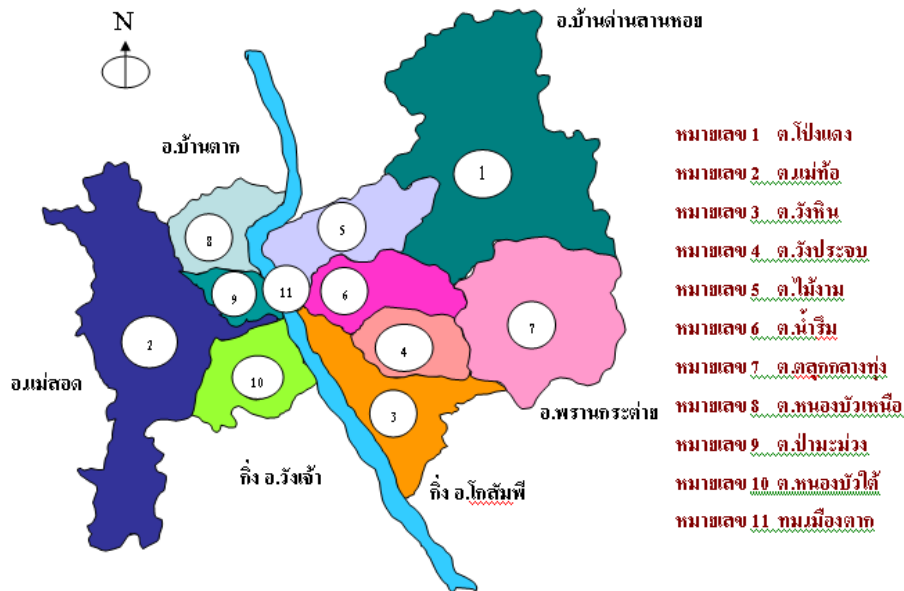 N
อ.บ้านด่านลานหอย
อ.บ้านตาก
อ.แม่สอด
อ.พรานกระต่าย
กิ่ง อ.วังเจ้า
กิ่ง อ.โกสัมพี
1
2
3
4
5
6
7
8
9
10
11
หมายเลข 1 ต.โป่งแดง
หมายเลข 2 ต.แม่ท้อ
หมายเลข 3 ต.วังหิน
หมายเลข 4 ต.วังประจบ
หมายเลข 5 ต.ไม้งาม
หมายเลข 6 ต.น้ำรึม
หมายเลข 7 ต.ตลุกกลางทุ่ง
หมายเลข 8 ต.หนองบัวเหนือ
หมายเลข 9 ต.ป่ามะม่วง
หมายเลข 10 ต.หนองบัวใต้
หมายเลข 11 ทม.เมืองตาก